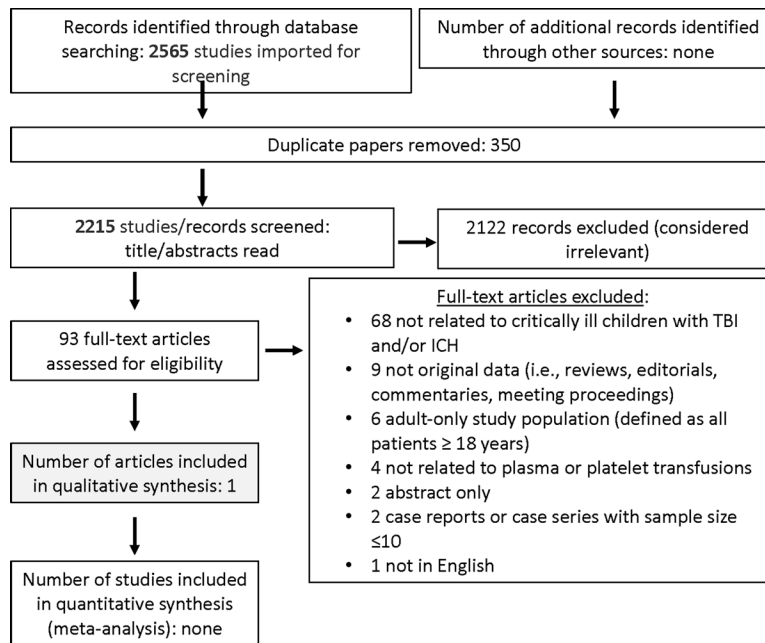 Records identified through database
searching: 2565 studies imported for
screening
Number of additional records identified
through other sources: none
Duplicate papers removed: 350
2215 studies/records screened:
title/abstracts read
2122 records excluded (considered
irrelevant)
93 full-text articles
assessed for eligibility
Full-text articles excluded:
• 68 not related to critically ill children with TBI
and/or ICH
• 9 not original data (i.e., reviews, editorials,
commentaries, meeting proceedings)
• 6 adult-only study population (defined as all
patients ≥ 18 years)
• 4 not related to plasma or platelet transfusions
• 2 abstract only
• 2 case reports or case series with sample size
≤10
• 1 not in English
Number of articles included
in qualitative synthesis: 1
Number of studies included
in quantitative synthesis
(meta-analysis): none